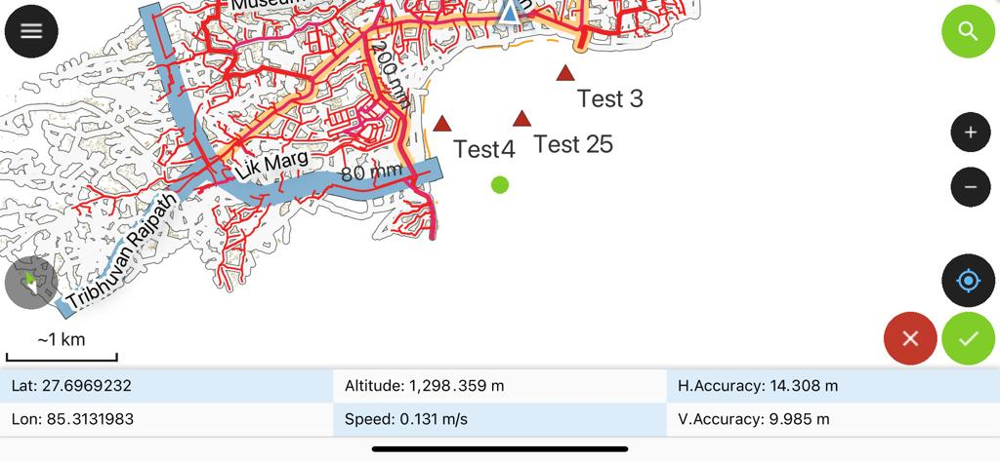 Museum
200 mm
Test 3
Test4
Test 25
Lik Marg
80 mm
Tribhuvan Rajpath
~1 km
Lat: 27.6969232
Altitude: 1,298.359 m
H.Accuracy: 14.308 m
Lon: 85.3131983
Speed: 0.131 m/s
V.Accuracy: 9.985 m